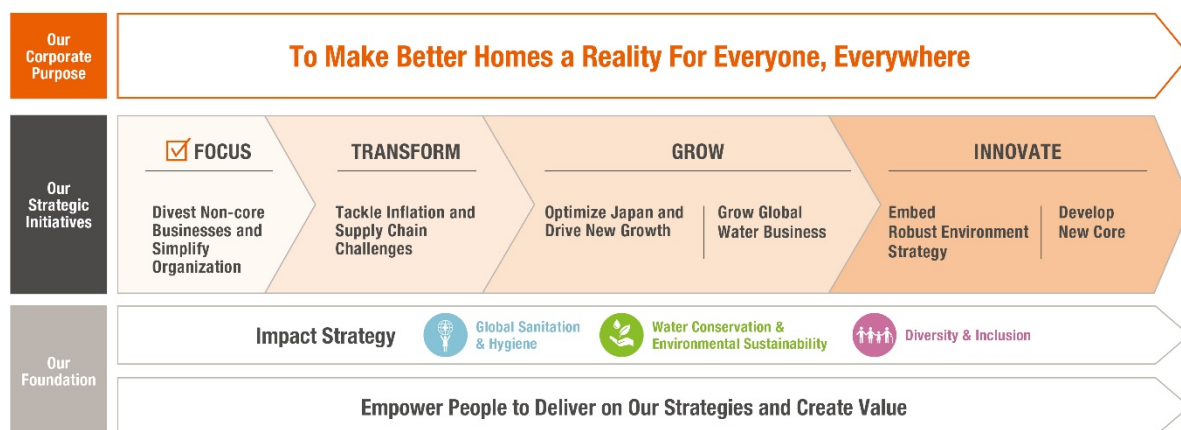 Our
Corporate
Purpose
To Make Better Homes a Reality For Everyone, Everywhere
Our
Strategic
Initiatives
FOCUS
Divest Non-core
Businesses and
Simplify
Organization
TRANSFORM
Tackle Inflation and
Supply Chain
Challenges
GROW
Optimize Japan and
Drive New Growth
Grow Global
Water Business
INNOVATE
Embed
Robust Environment
Strategy
Develop
New Core
Our
Foundation
Impact Strategy
Global Sanitation
& Hygiene
Water Conservation &
Environmental Sustainability
Diversity & Inclusion
Empower People to Deliver on Our Strategies and Create Value